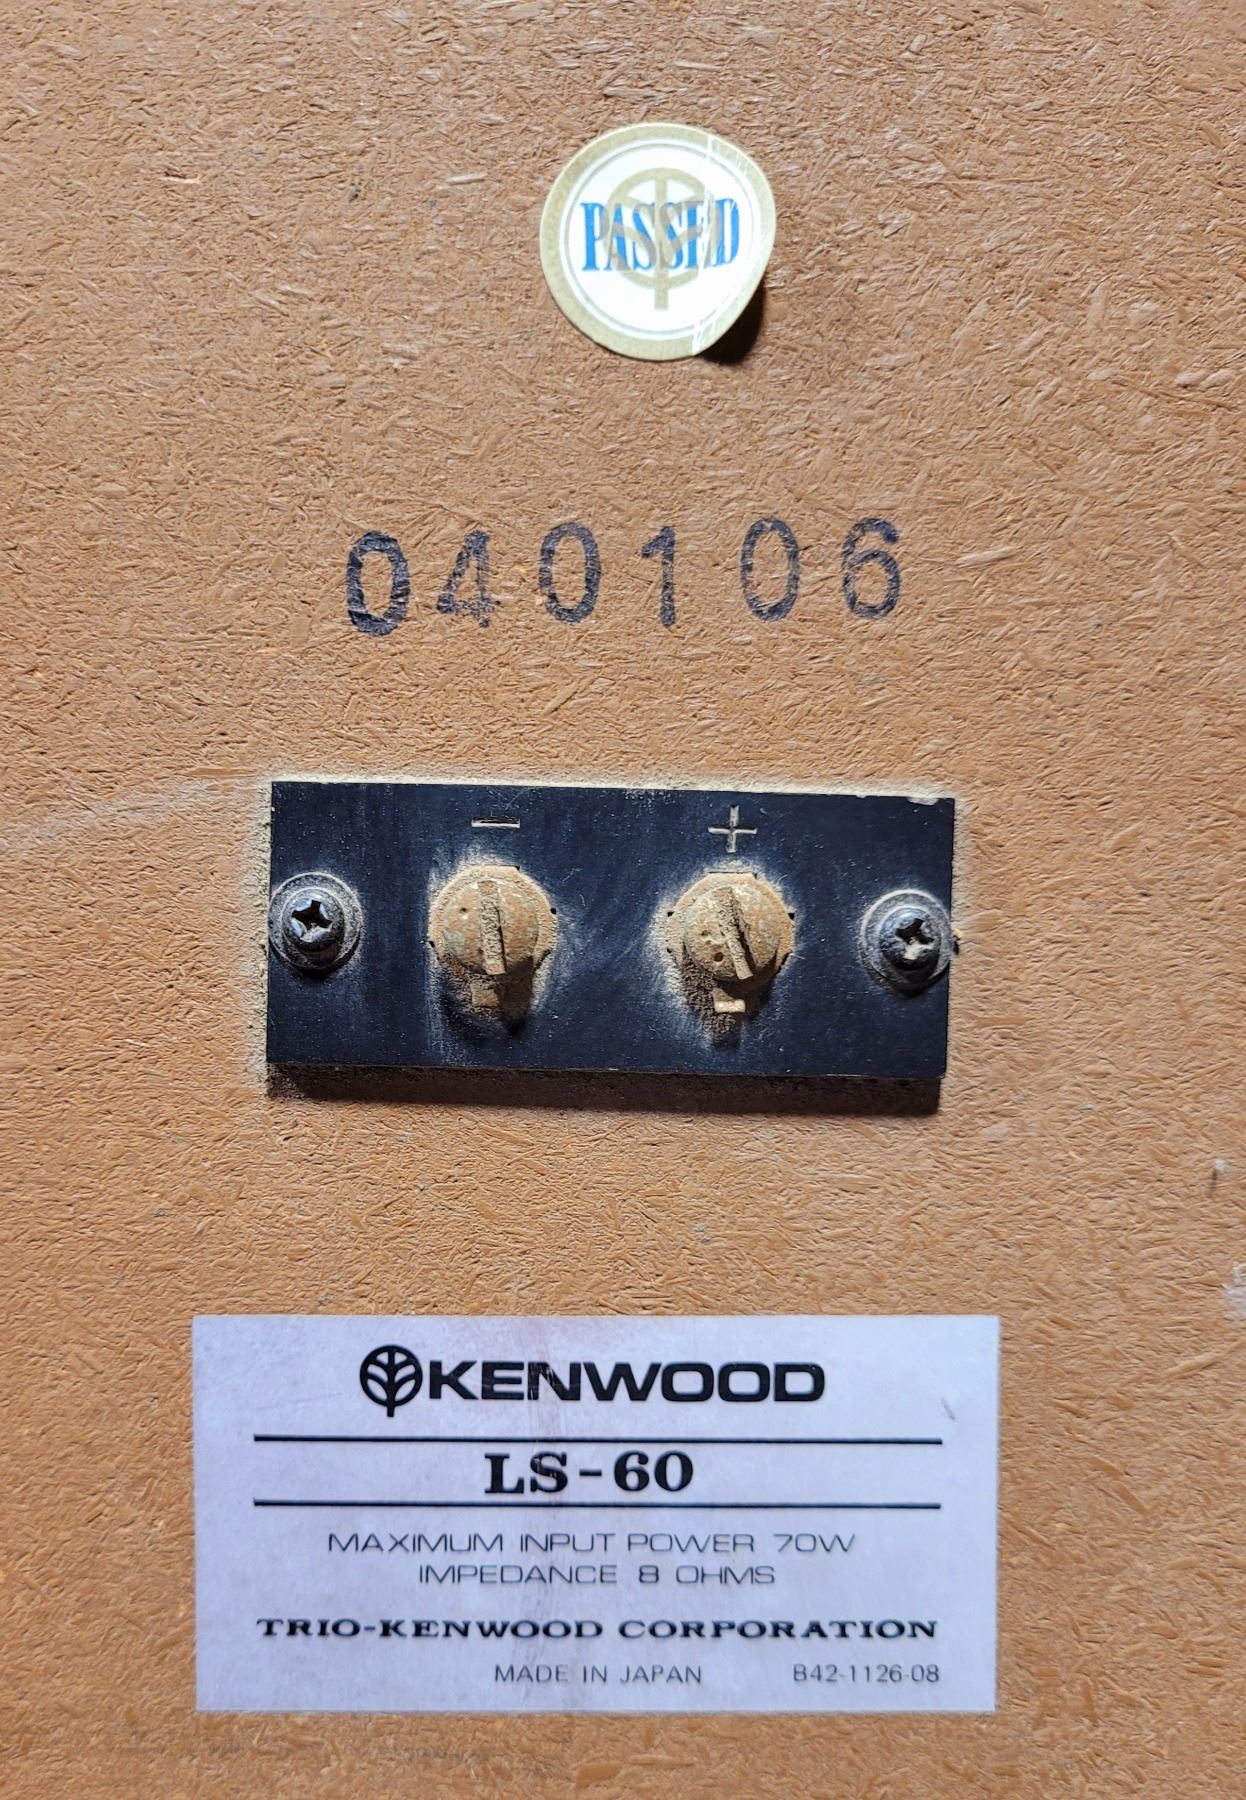 PASSED
040106
- +
KENWOOD
LS-60
MAXIMUM INPUT POWER 70W
IMPEDANCE 8 OHMS
TRIO-KENWOOD CORPORATION
MADE IN JAPAN B42-1126-08